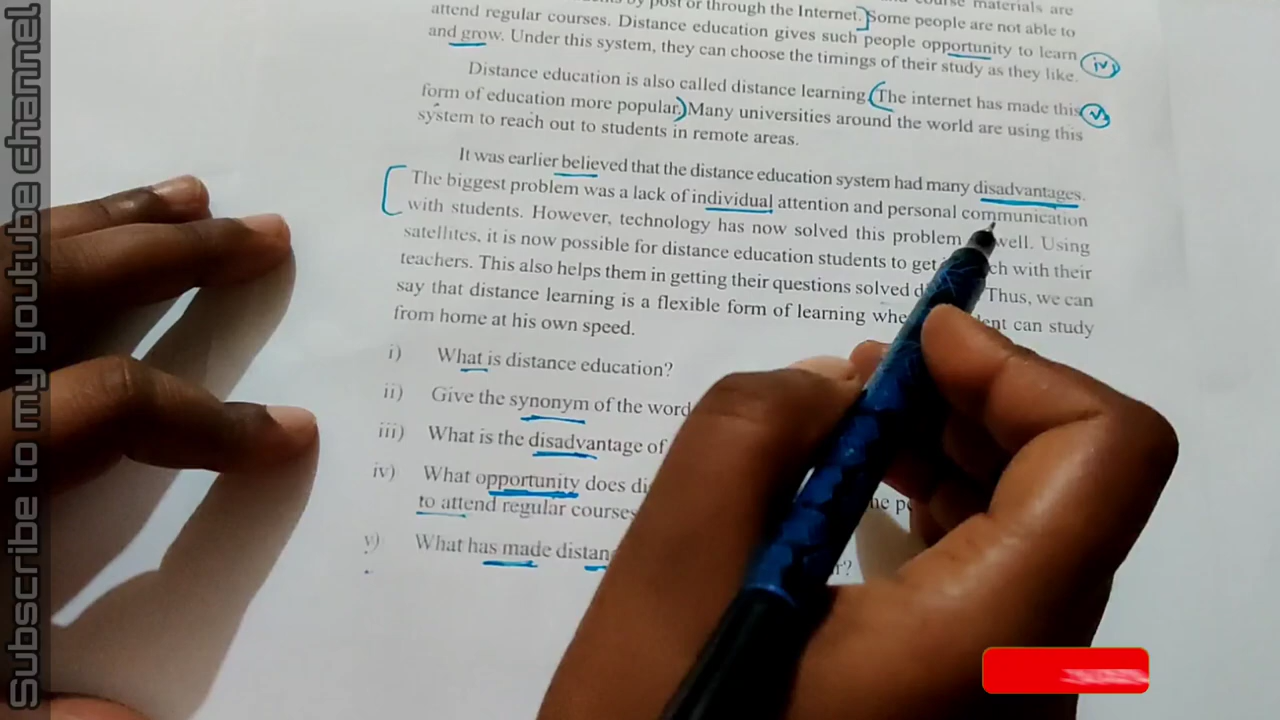 by post or through the Internet. Some people are not able to
attend regular courses. Distance education gives such people opportunity to learn
and grow. Under this system, they can choose the timings of their study as they like.
iv)
Distance education is also called distance learning. The internet has made this
v)
form of education more popular. Many universities around the world are using this
system to reach out to students in remote areas.
It was earlier believed that the distance education system had many disadvantages.
The biggest problem was a lack of individual attention and personal communication
with students. However, technology has now solved this problem well. Using
satellites, it is now possible for distance education students to get ch with their
teachers. This also helps them in getting their questions solved d Thus, we can
say that distance learning is a flexible form of learning whe ent can study
from home at his own speed.
i) What is distance education?
ii) Give the synonym of the word
iii) What is the disadvantage of
iv) What opportunity does di
to attend regular courses he pe
v) What has made distan r?
Subscribe to my youtube channel